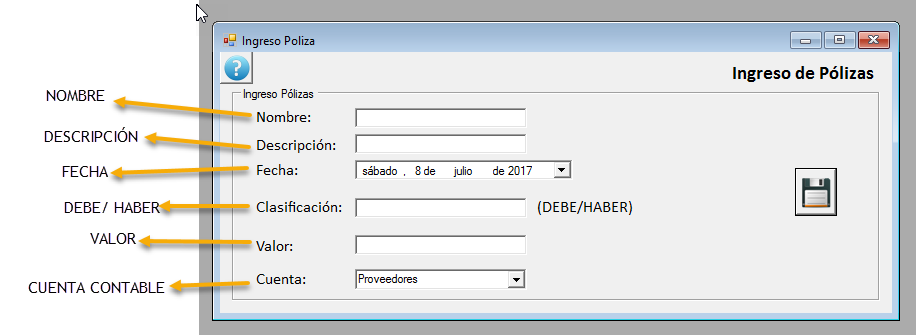 Ingreso Poliza
Ingreso de Pólizas
Ingreso Pólizas
NOMBRE
Nombre:
DESCRIPCIÓN
Descripción:
FECHA
Fecha:
sábado , 8 de julio de 2017
DEBE/ HABER
Clasificación:
(DEBE/HABER)
VALOR
Valor:
CUENTA CONTABLE
Cuenta:
Proveedores